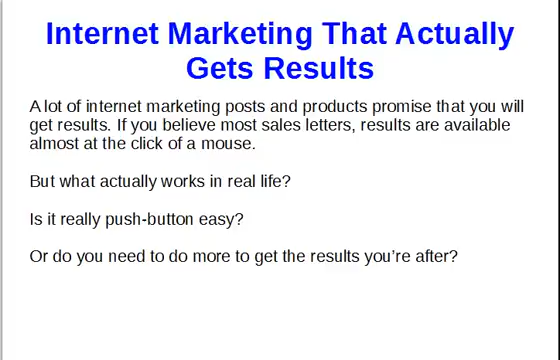 Internet Marketing That Actually
Gets Results
A lot of internet marketing posts and products promise that you will
get results. If you believe most sales letters, results are available
almost at the click of a mouse.
But what actually works in real life?
Is it really push-button easy?
Or do you need to do more to get the results you’re after?